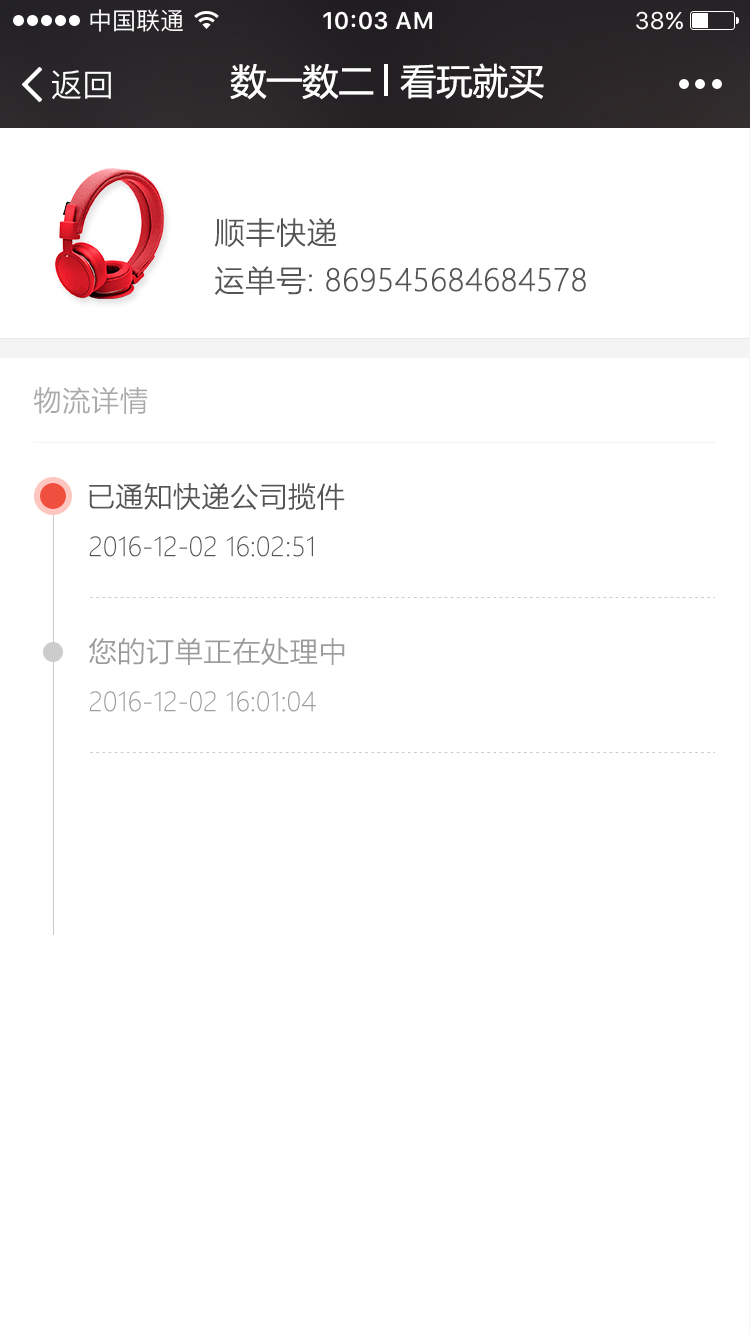 中国联通 10:03 AM 38%
返回 数一数二 | 看玩就买
顺丰快递
运单号: 869545684684578
物流详情
已通知快递公司揽件
2016-12-02 16:02:51
您的订单正在处理中
2016-12-02 16:01:04